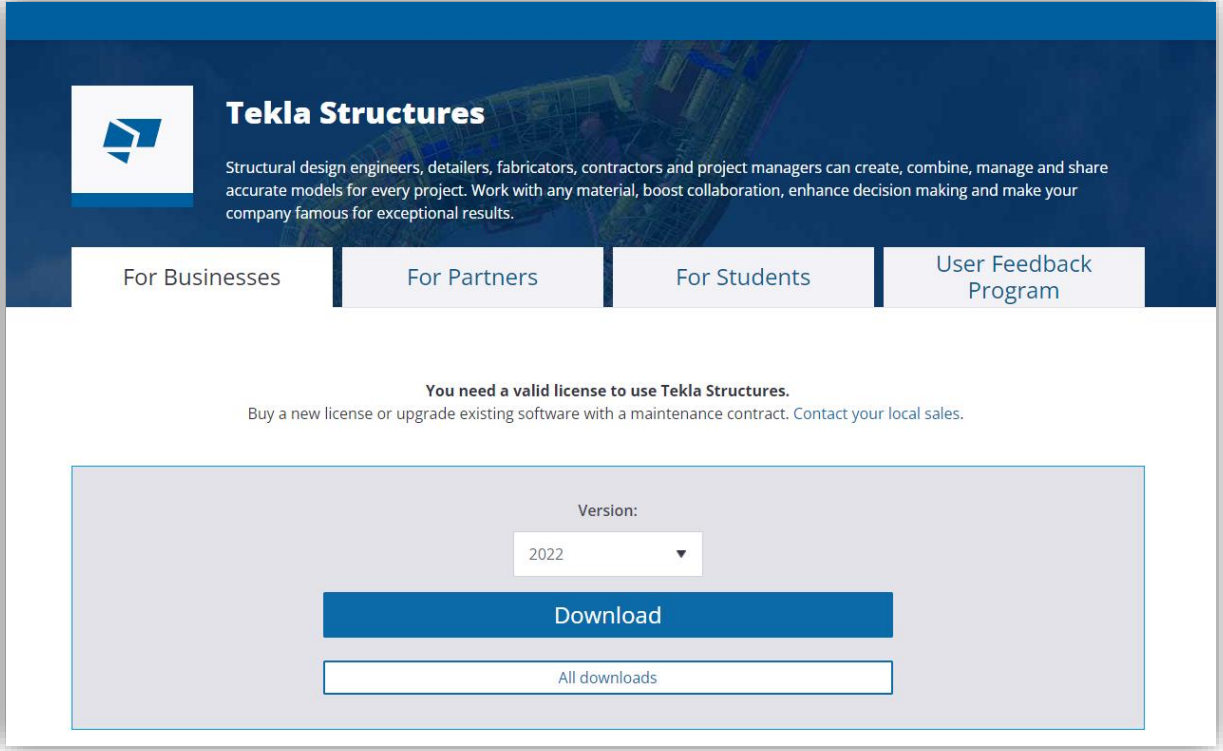 Tekla Structures
Structural design engineers, detailers, fabricators, contractors and project managers can create, combine, manage and share
accurate models for every project. Work with any material, boost collaboration, enhance decision making and make your
company famous for exceptional results.
For Businesses
For Partners
For Students
User Feedback
Program
You need a valid license to use Tekla Structures.
Buy a new license or upgrade existing software with a maintenance contract. Contact your local sales.
Version:
2022
Download
All downloads